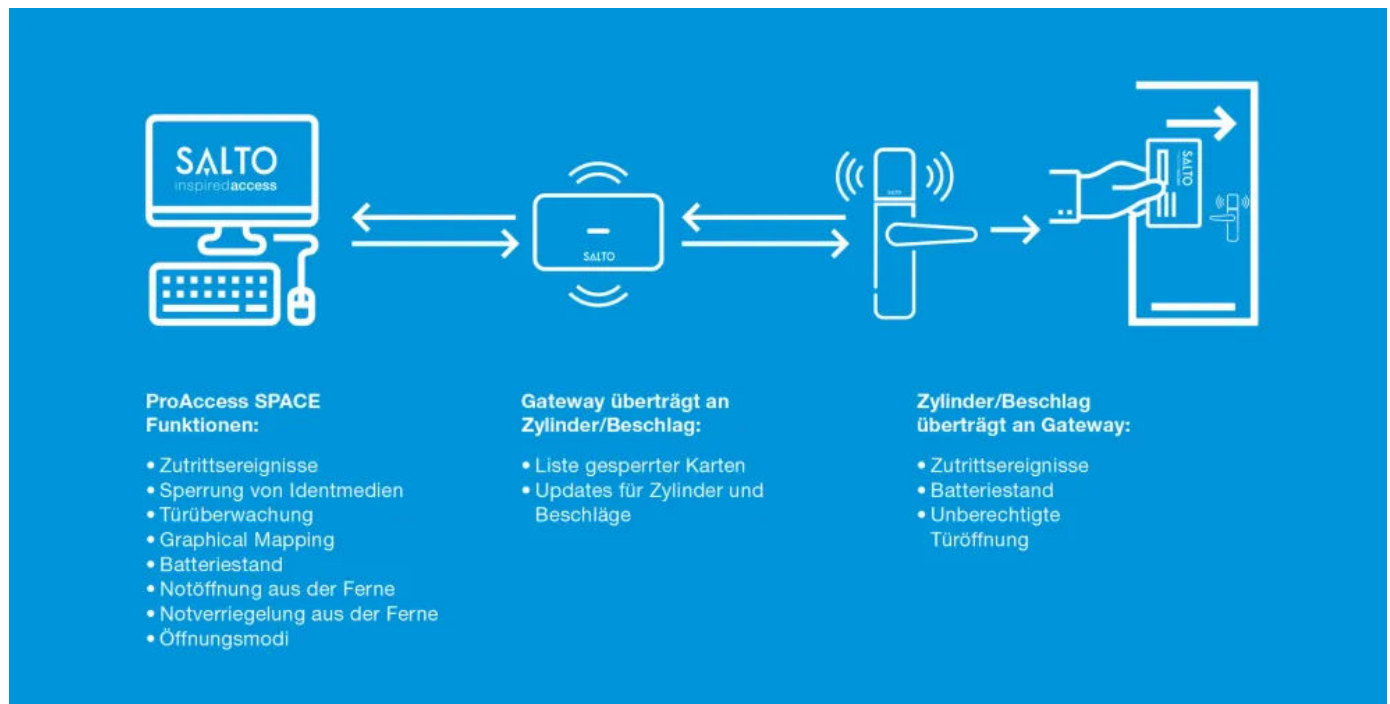 SALTO
inspiredaccess
SALTO
SALTO
SALTO
ProAccess SPACE
Funktionen:
• Zutrittsereignisse
• Sperrung von Identmedien
• Türüberwachung
• Graphical Mapping
• Batteriestand
• Notöffnung aus der Ferne
• Notverriegelung aus der Ferne
• Öffnungsmodi
Gateway überträgt an
Zylinder/Beschlag:
• Liste gesperrter Karten
• Updates für Zylinder und
Beschläge
Zylinder/Beschlag
überträgt an Gateway:
• Zutrittsereignisse
• Batteriestand
• Unberechtigte
Türöffnung